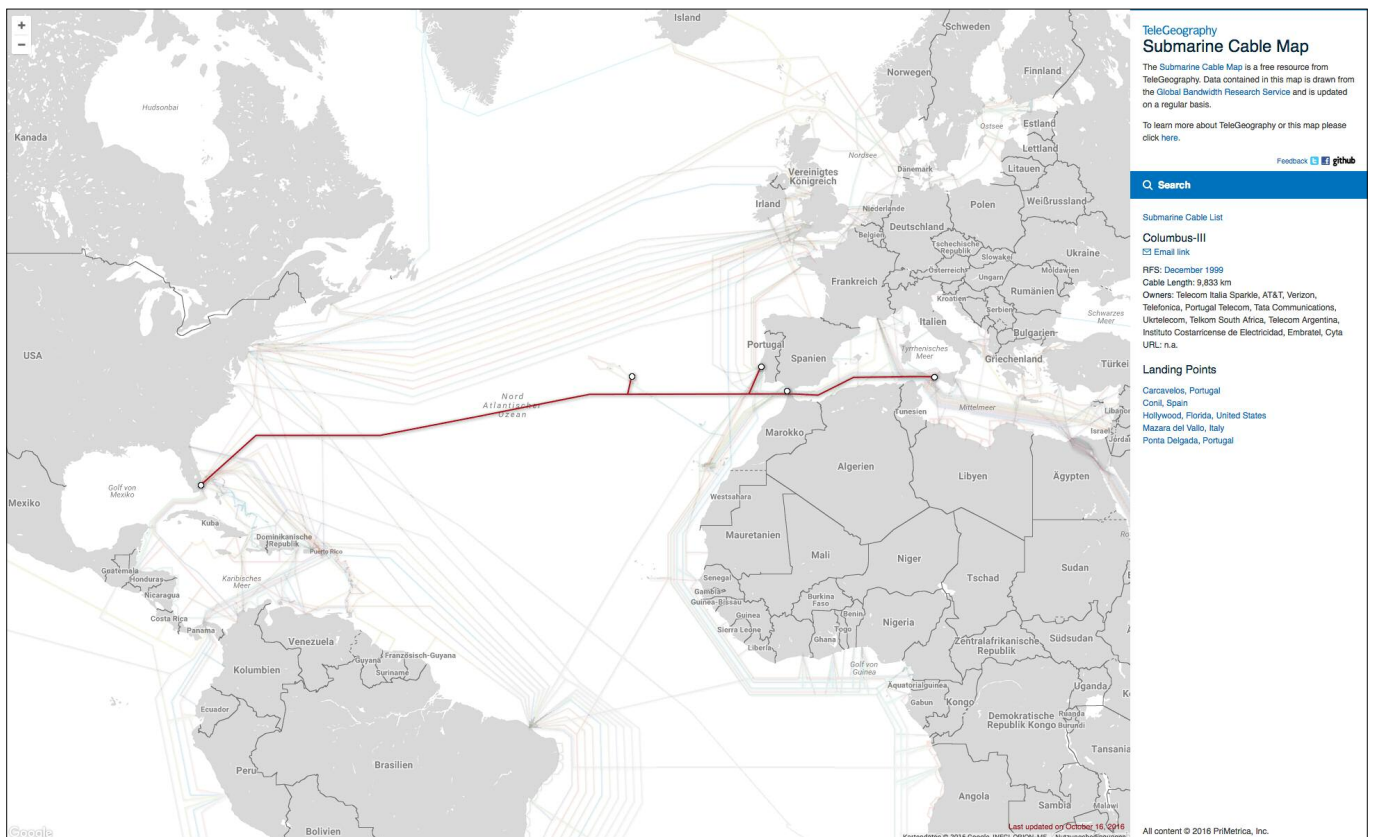 +
−
Island
Schweden
Norwegen
Finnland
Hudsonbai
Kanada
Ostsee
Estland
Lettland
Nordsee
Dänemark
Litauen
Vereinigtes
Königreich
Irland
Niederlande
Polen
Weißrussland
Deutschland
Belgien
Tschechische
Republik
Slowakei
Ukraine
Österreich
Ungarn
Moldawien
Frankreich
Rumänien
Kroatien
Serbien
Italien
Schwarzes
Meer
Bulgarien
Portugal
Spanien
Tyrrhenisches
Meer
Griechenland
Türkei
USA
Nord
Atlantischer
Ozean
Tunesien
Mittelmeer
Libanon
Israel
Jordan
Marokko
Algerien
Libyen
Ägypten
Golf von
Mexiko
Mexiko
Westsahara
Kuba
Dominikanische
Republik
Puerto Rico
Mauretanien
Mali
Niger
Tschad
Sudan
Guatemala
Honduras
Karibisches
Meer
Nicaragua
Senegal
Gambia
Guinea-Bissau
Burkina
Faso
Guinea
Benin
Costa Rica
Panama
Sierra Leone
Togo
Ghana
Nigeria
Liberia
Zentralafrikanische
Republik
Südsudan
Venezuela
Guyana
Französisch-Guyana
Suriname
Kolumbien
Golf von
Guinea
Äquatorialguinea
Uganda
Ecuador
Gabun
Kongo
Demokratische
Republik Kongo
Ruanda
Burundi
Tansania
Peru
Brasilien
Angola
Sambia
Malawi
Bolivien
Google
Last updated on October 16, 2016
TeleGeography
Submarine Cable Map
The Submarine Cable Map is a free resource from
TeleGeography. Data contained in this map is drawn from
the Global Bandwidth Research Service and is updated
on a regular basis.
To learn more about TeleGeography or this map please
click here.
Feedback github
Search
Submarine Cable List
Columbus-III
Email link
RFS: December 1999
Cable Length: 9,833 km
Owners: Telecom Italia Sparkle, AT&T, Verizon,
Telefonica, Portugal Telecom, Tata Communications,
Ukrtelecom, Telkom South Africa, Telecom Argentina,
Instituto Costarricense de Electricidad, Embratel, Cyta
URL: n.a.
Landing Points
Carcavelos, Portugal
Conil, Spain
Hollywood, Florida, United States
Mazara del Vallo, Italy
Ponta Delgada, Portugal
All content © 2016 PriMetrica, Inc.